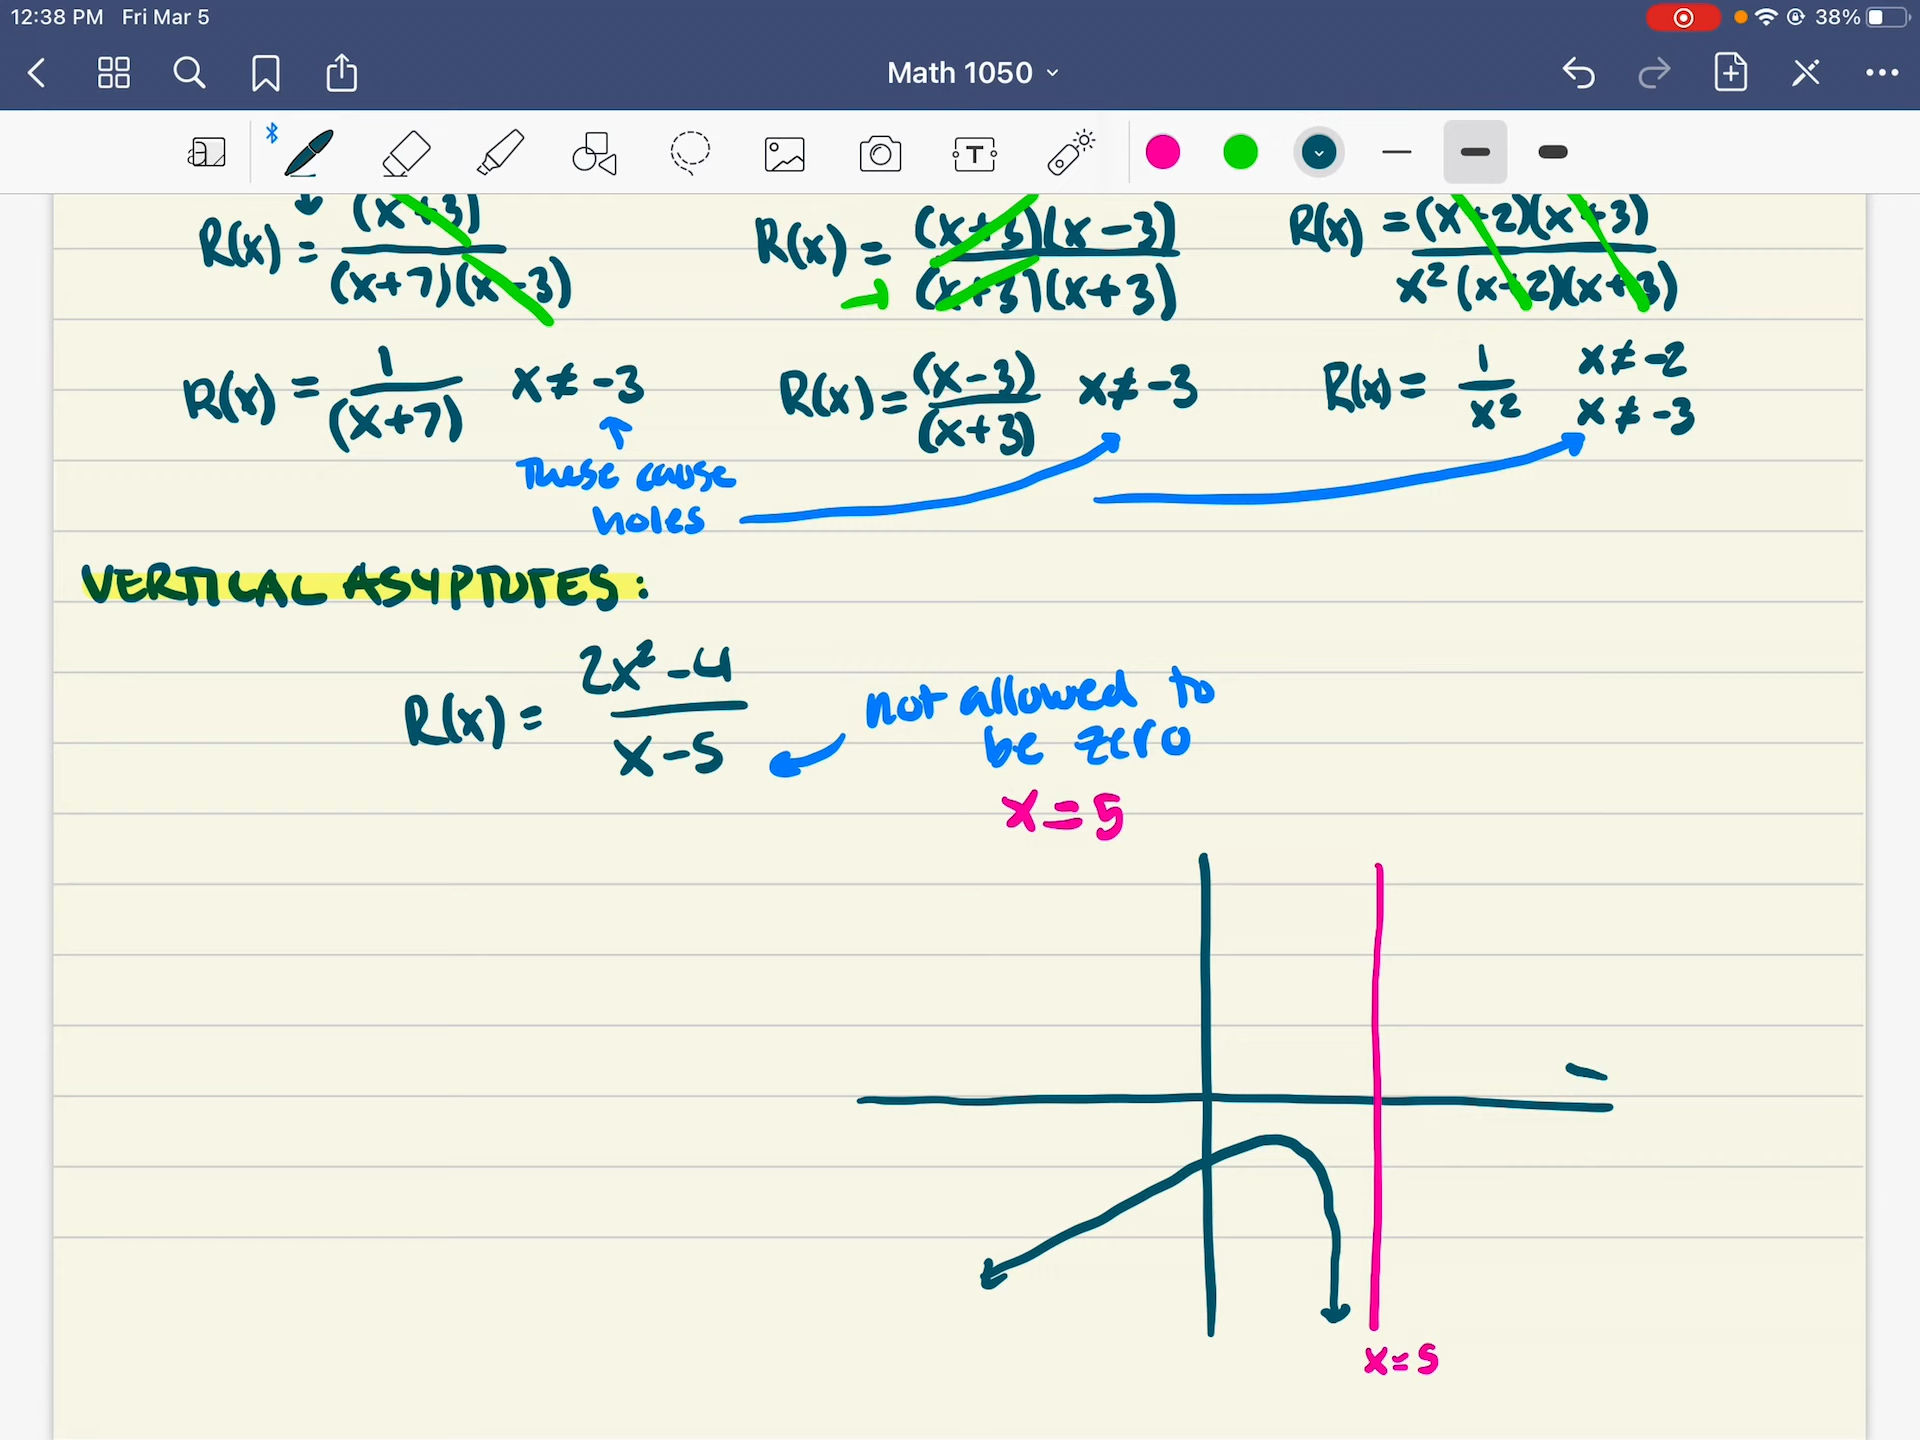 12:38 PM Fri Mar 5
38%
Math 1050
R(x) = (x+3) / (x+7)(x-3)
R(x) = (x+3)(x-3) / (x+3)(x+3)
R(x) = (x+2)(x+3) / x²(x+2)(x+3)
R(x) = 1 / (x+7) x ≠ -3
R(x) = (x-3) / (x+3) x ≠ -3
R(x) = 1 / x² x ≠ -2
x ≠ -3
These cause
holes
VERTICAL ASYPTOTES:
R(x) = 2x² - 4 / x - 5
not allowed to
be zero
x = 5
x = 5